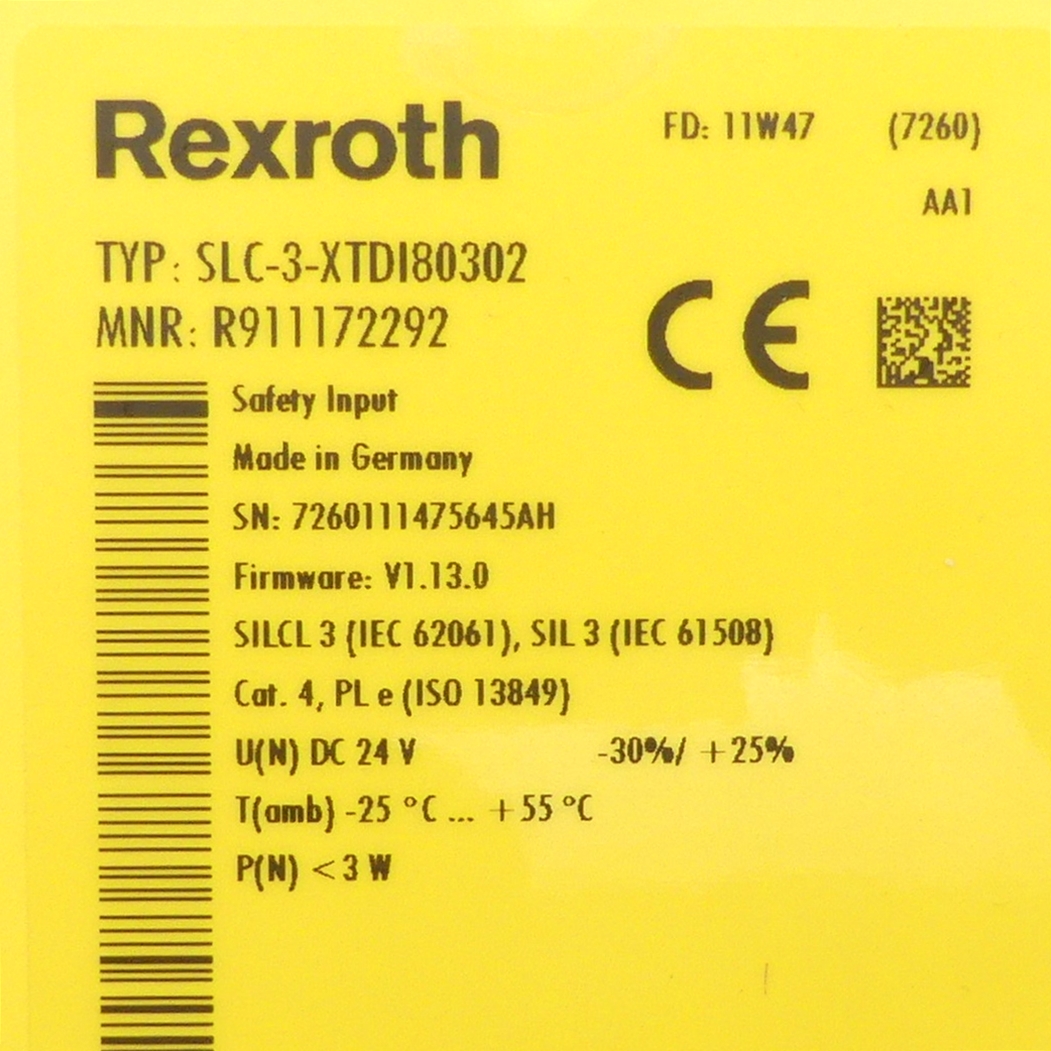 Rexroth
FD: 11W47 (7260)
AA1
TYP: SLC-3-XTDI80302
MNR: R911172292
CE
Safety Input
Made in Germany
SN: 7260111475645AH
Firmware: V1.13.0
SILCL 3 (IEC 62061), SIL 3 (IEC 61508)
Cat. 4, PL e (ISO 13849)
U(N) DC 24 V -30%/ +25%
T(amb) -25 °C ... +55 °C
P(N) <3 W